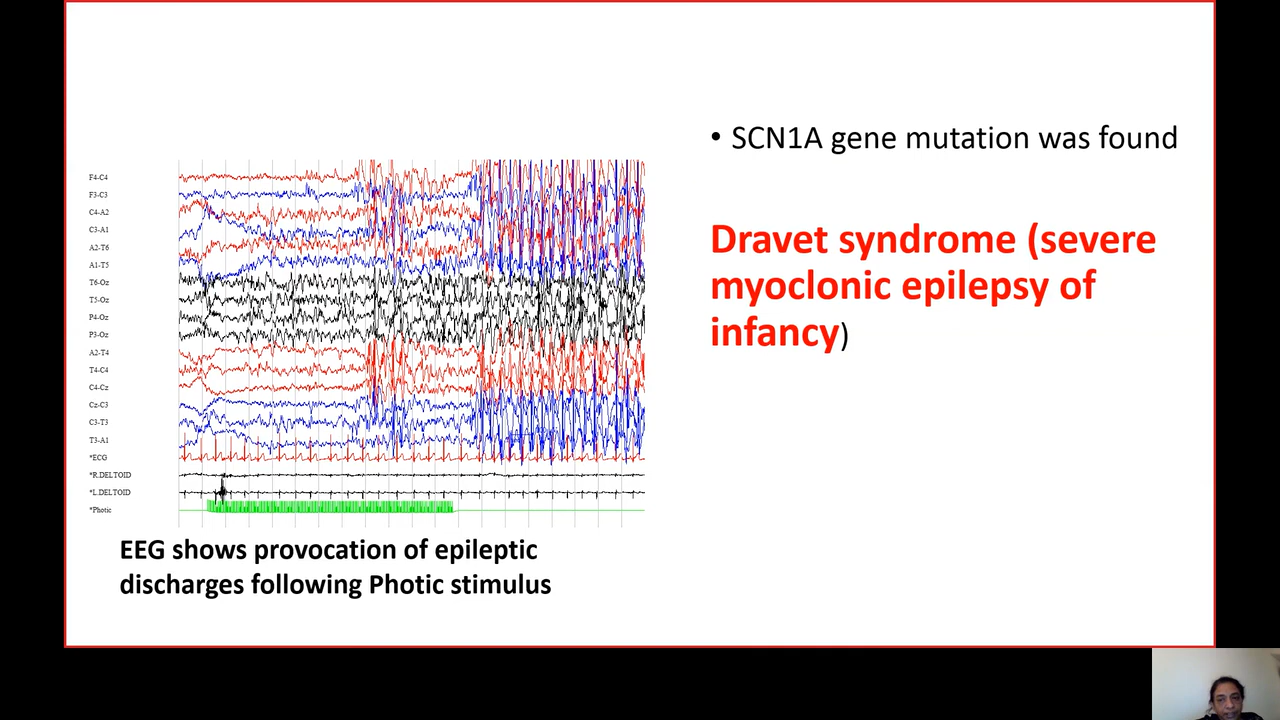 • SCN1A gene mutation was found
Dravet syndrome (severe
myoclonic epilepsy of
infancy)
F4-C4
F3-C3
C4-A2
C3-A1
A2-T6
A1-T5
T6-Oz
T5-Oz
P4-Oz
P3-Oz
A2-T4
T4-C4
C4-Cz
Cz-C3
C3-T3
T3-A1
*ECG
*R.DELTOID
*L.DELTOID
*Photic
EEG shows provocation of epileptic
discharges following Photic stimulus